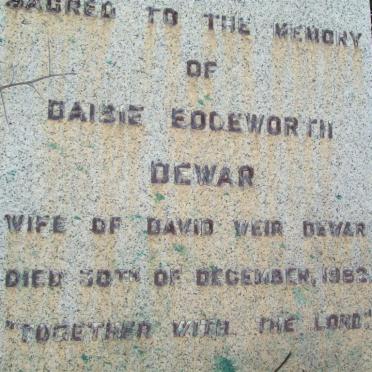 SACRED TO THE MEMORY
OF
DAISIE EDGEWORTH
DEWAR
WIFE OF DAVID WEIR DEWAR
DIED 30TH OF DECEMBER,
"TOGETHER WITH THE LORD"